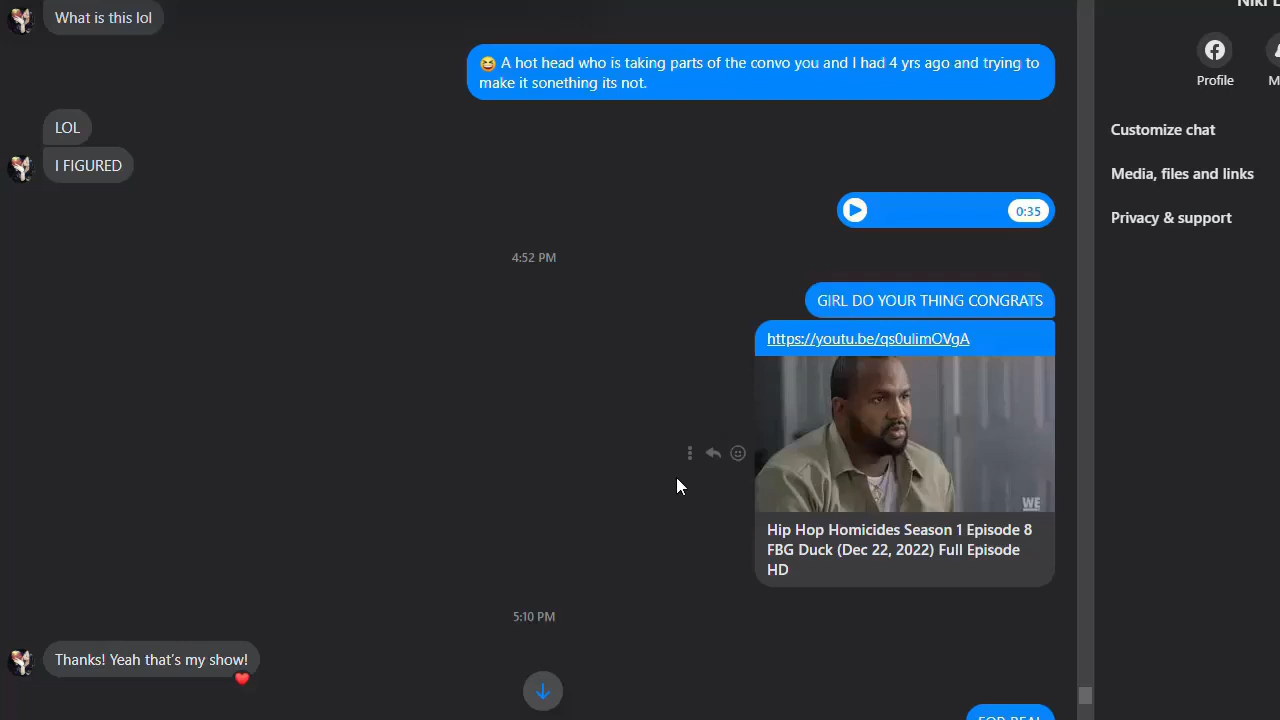 Niki
What is this lol
Profile
😆 A hot head who is taking parts of the convo you and I had 4 yrs ago and trying to
make it sonething its not.
Customize chat
LOL
I FIGURED
Media, files and links
0:35
Privacy & support
4:52 PM
GIRL DO YOUR THING CONGRATS
https://youtu.be/qs0ulimOVgA
WE
Hip Hop Homicides Season 1 Episode 8
FBG Duck (Dec 22, 2022) Full Episode
HD
5:10 PM
Thanks! Yeah that's my show!
FOR REAL